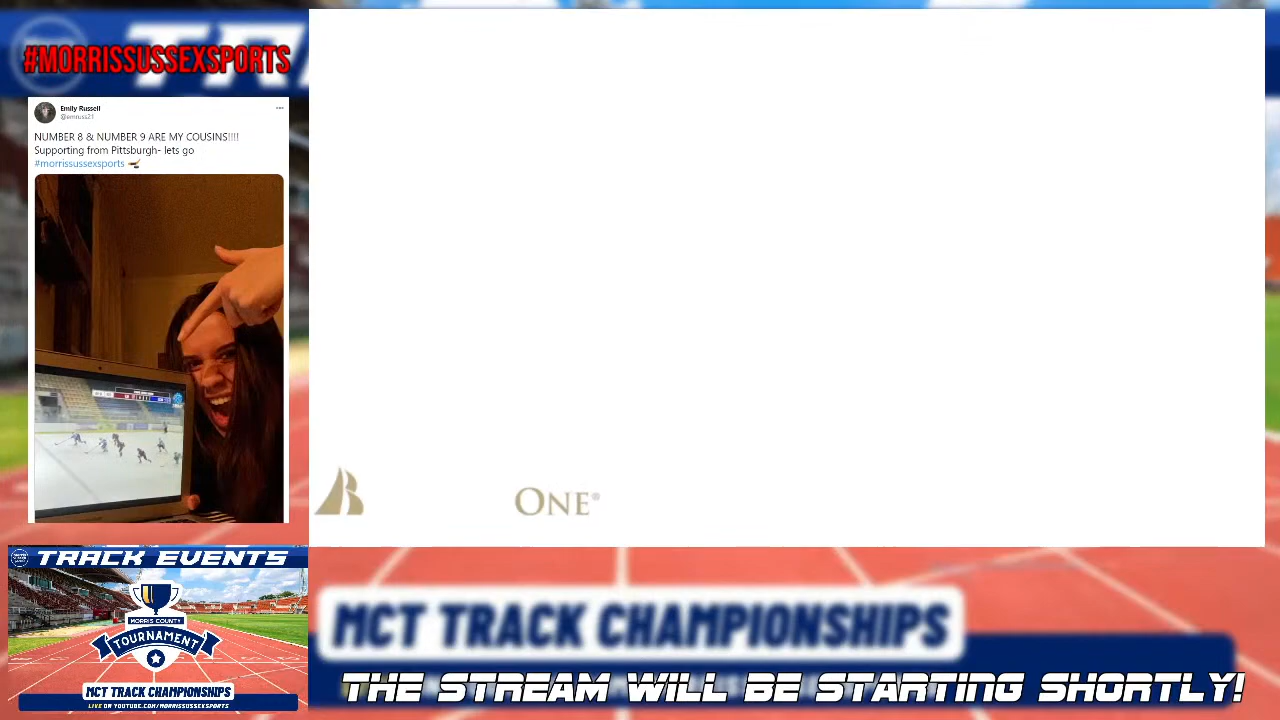 #MORRISSUSSEXSPORTS
Emily Russell
@emruss21
NUMBER 8 & NUMBER 9 ARE MY COUSINS!!!!
Supporting from Pittsburgh- lets go
#morrissussexsports
B
ONE®
TRACK EVENTS
MORRIS COUNTY
TOURNAMENT
MCT TRACK CHAMPIONSHIPS
LIVE ON YOUTUBE.COM/MORRISSUSSEXSPORTS
MCT TRACK CHAMPIONSHIPS
THE STREAM WILL BE STARTING SHORTLY!